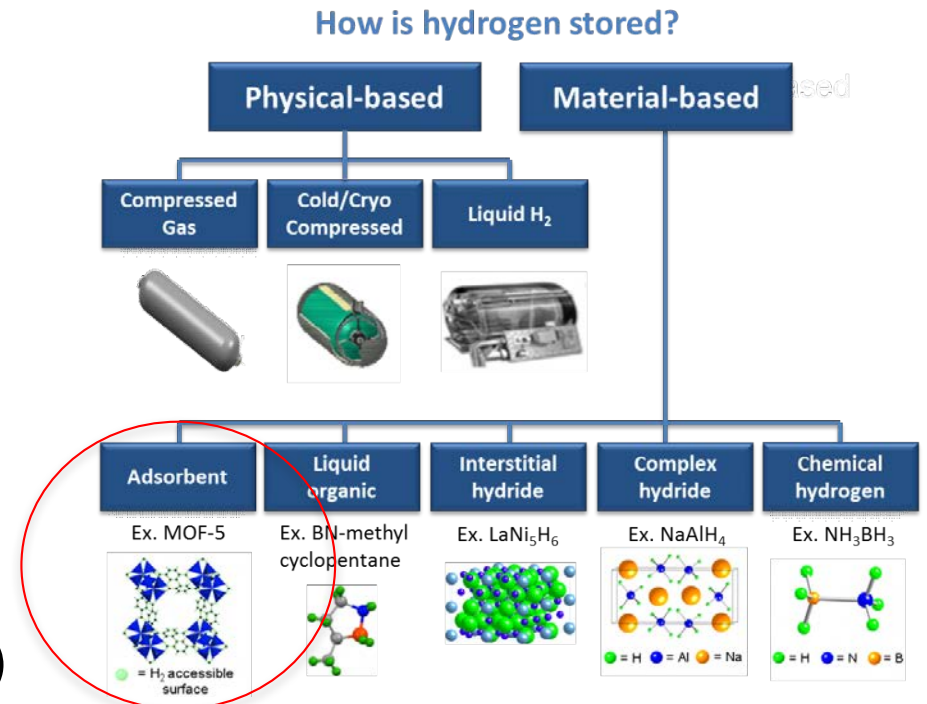 How is hydrogen stored?
Physical-based
Material-based
ased
Compressed
Gas
Cold/Cryo
Compressed
Liquid H₂
Adsorbent
Liquid
organic
Interstitial
hydride
Complex
hydride
Chemical
hydrogen
Ex. MOF-5
Ex. BN-methyl
cyclopentane
Ex. LaNi₅H₆
Ex. NaAlH₄
Ex. NH₃BH₃
= H₂ accessible
surface
= H = Al = Na
= H = N = B
)